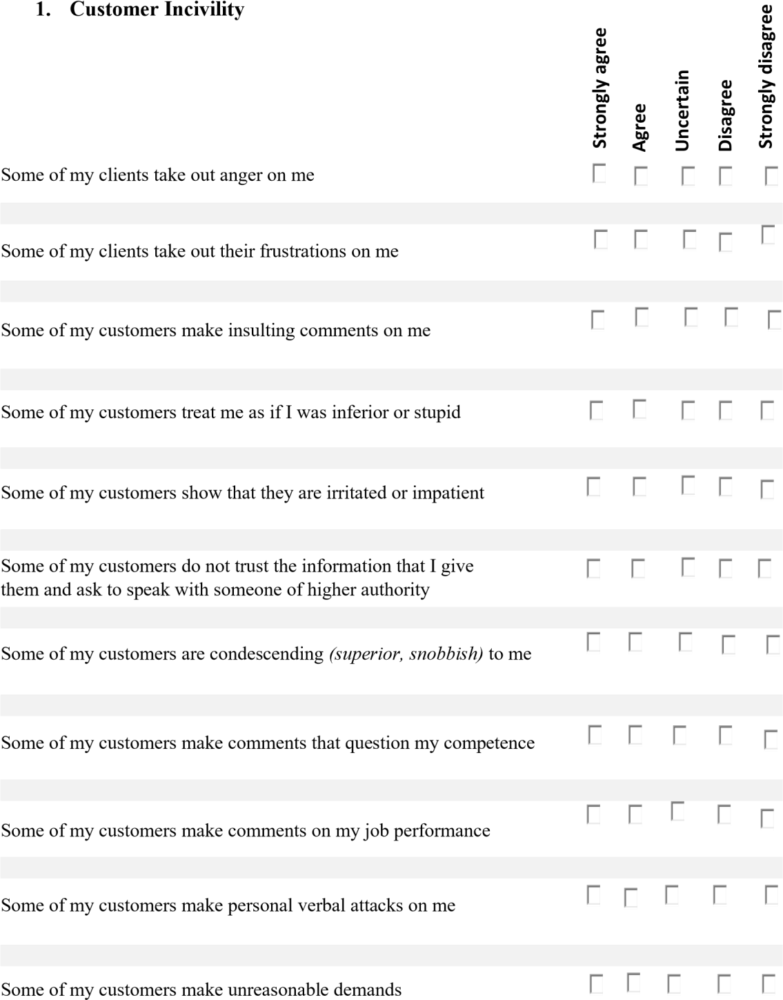 1. Customer Incivility
Strongly agree
Agree
Uncertain
Disagree
Strongly disagree
Some of my clients take out anger on me
Some of my clients take out their frustrations on me
Some of my customers make insulting comments on me
Some of my customers treat me as if I was inferior or stupid
Some of my customers show that they are irritated or impatient
Some of my customers do not trust the information that I give
them and ask to speak with someone of higher authority
Some of my customers are condescending (superior, snobbish) to me
Some of my customers make comments that question my competence
Some of my customers make comments on my job performance
Some of my customers make personal verbal attacks on me
Some of my customers make unreasonable demands